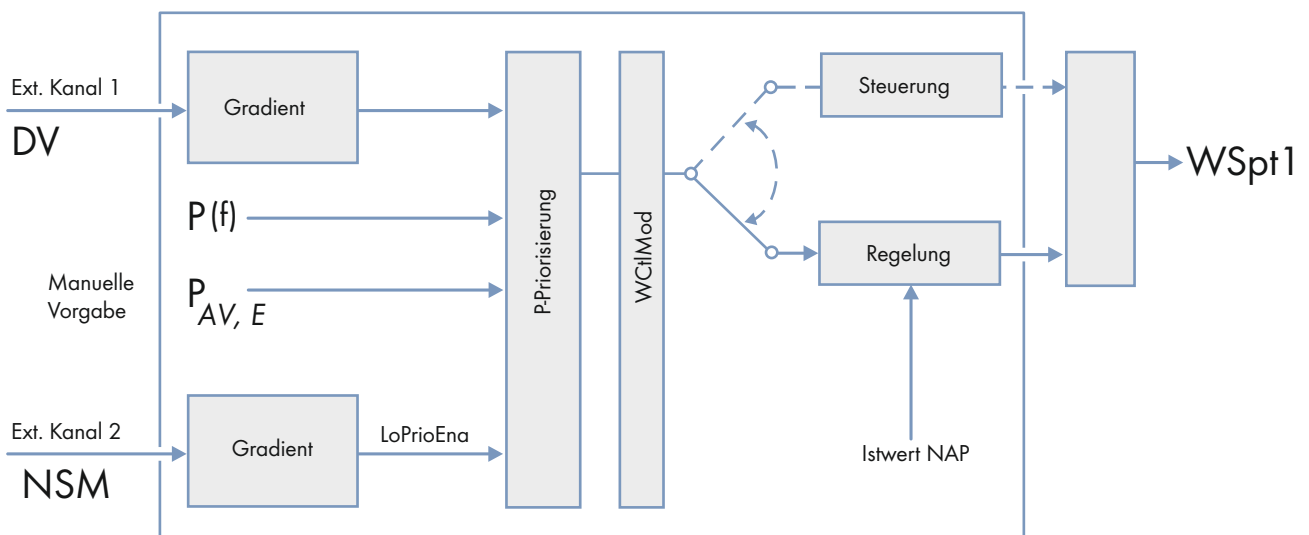 Ext. Kanal 1
DV
Gradient
P(f)
Manuelle
Vorgabe
P AV, E
Ext. Kanal 2
NSM
Gradient
LoPrioEna
P-Priorisierung
WCtlMod
Steuerung
Regelung
Istwert NAP
WSpt1